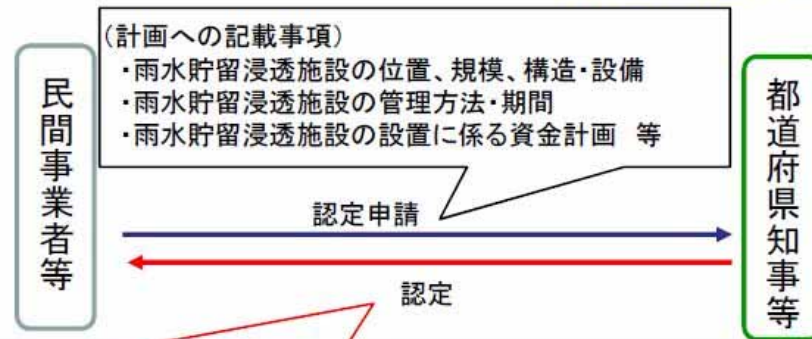 (計画への記載事項)
・雨水貯留浸透施設の位置、規模、構造・設備
・雨水貯留浸透施設の管理方法・期間
・雨水貯留浸透施設の設置に係る資金計画 等
民間事業者等
認定申請
認定
都道府県知事等